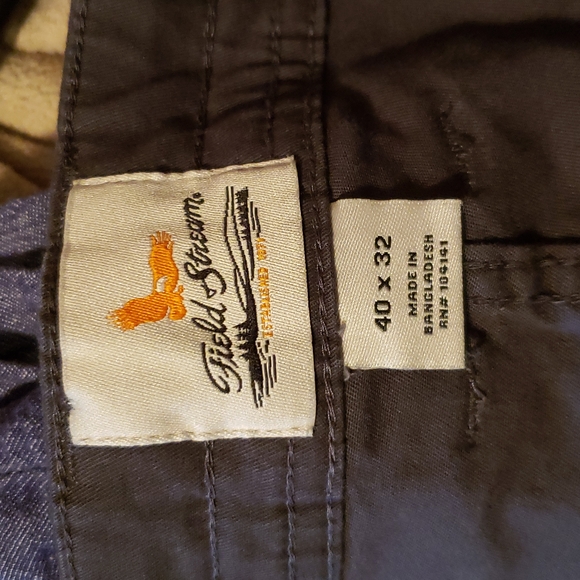 Field & Stream
ESTABLISHED 1871
40 x 32
MADE IN
BANGLADESH
RN# 104141